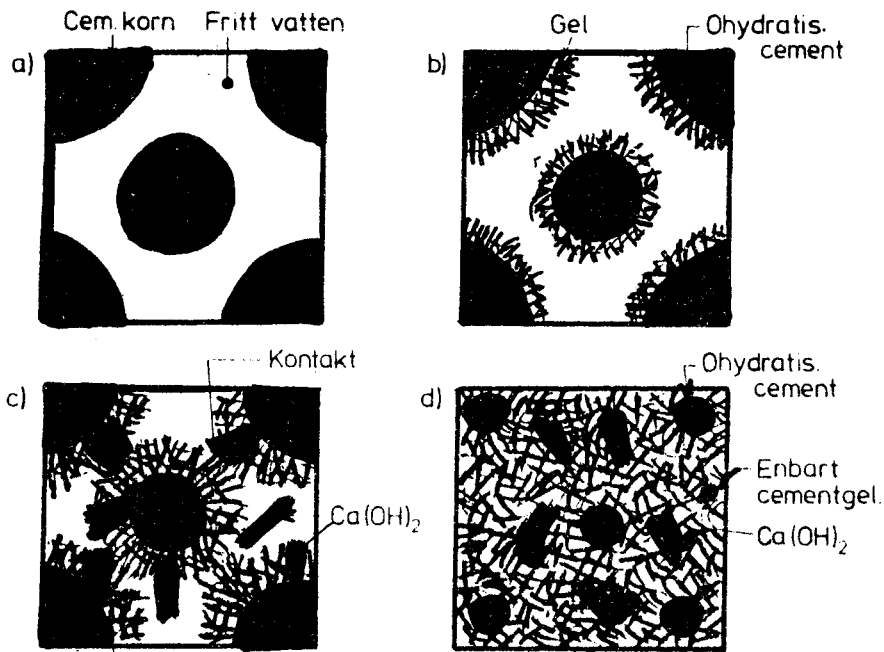 Cem. korn
Fritt vatten
a)
b)
Gel
Ohydratis.
cement
c)
Kontakt
Ca(OH)₂
d)
Ohydratis.
cement
Enbart
cementgel.
Ca(OH)₂